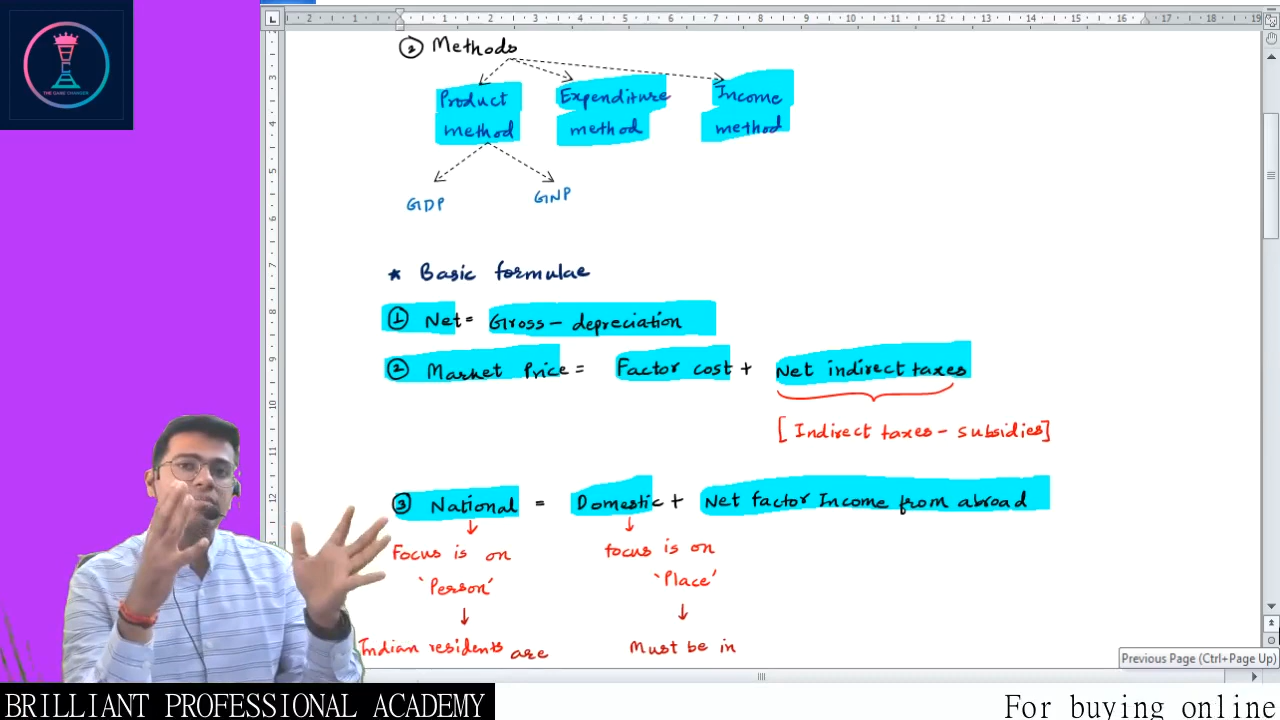 THE GAME CHANGER
② Methods
Product method
Expenditure method
Income method
GDP
GNP
* Basic formulae
① Net = Gross - depreciation
② Market Price = Factor cost + Net indirect taxes
[Indirect taxes - subsidies]
③ National = Domestic + Net factor Income from abroad
Focus is on 'Person'
focus is on 'Place'
Indian residents are
Must be in
Previous Page (Ctrl+Page Up)
BRILLIANT PROFESSIONAL ACADEMY
For buying online